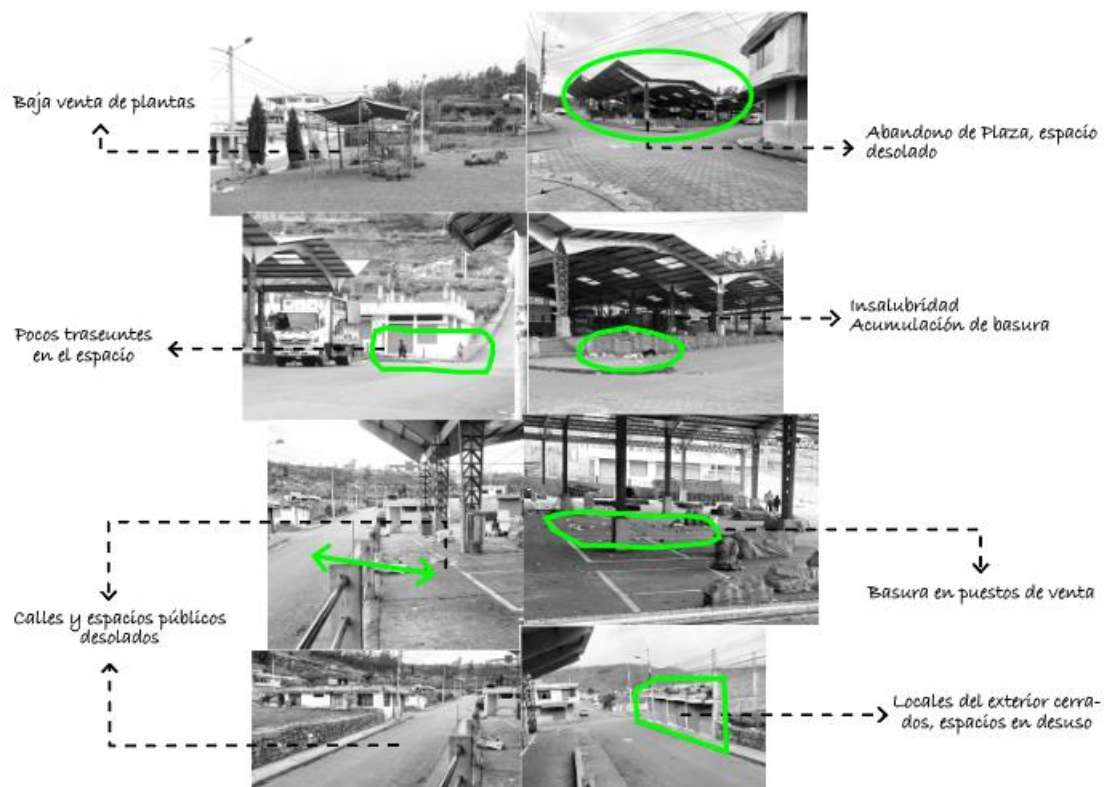 Baja venta de plantas
Abandono de Plaza, espacio
desolado
Pocos traseuntes
en el espacio
Insalubridad
Acumulación de basura
Calles y espacios públicos
desolados
Basura en puestos de venta
Locales del exterior cerra-
dos, espacios en desuso